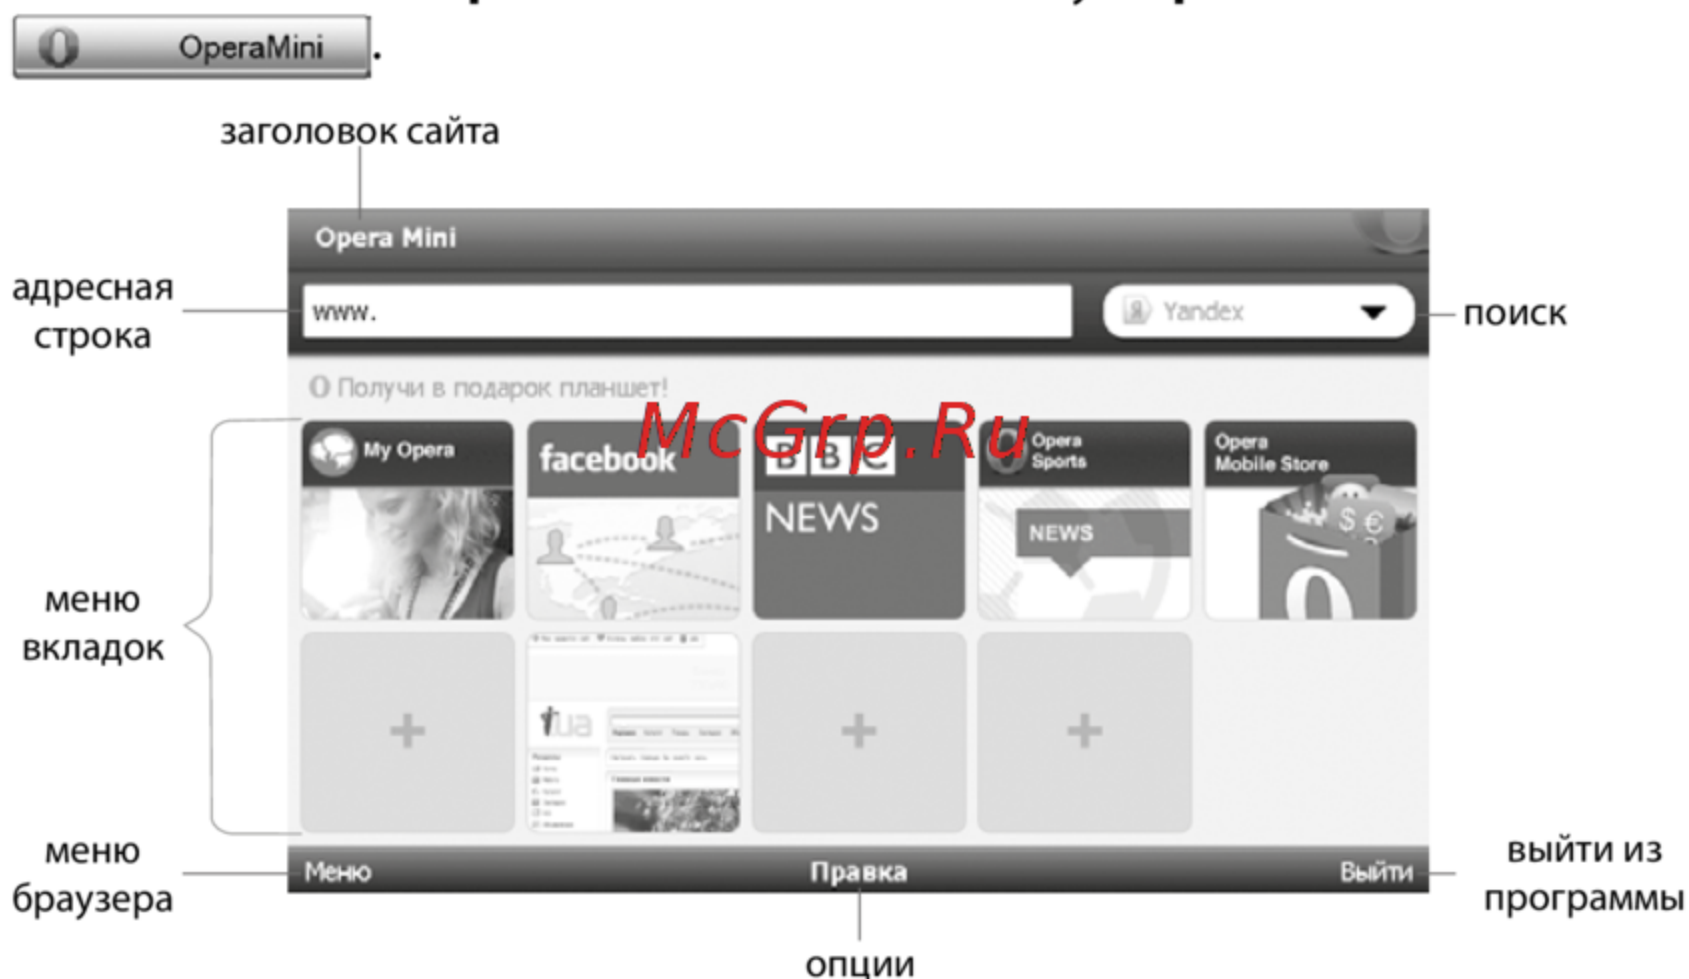 OperaMini .
заголовок сайта
Opera Mini
адресная
строка
www.
Yandex
поиск
Получи в подарок планшет!
McGrp.Ru
My Opera
facebook
BBC
NEWS
Opera
Sports
NEWS
Opera
Mobile Store
$ €
меню
вкладок
ua
меню
браузера
Меню
Правка
Выйти
выйти из
программы
опции